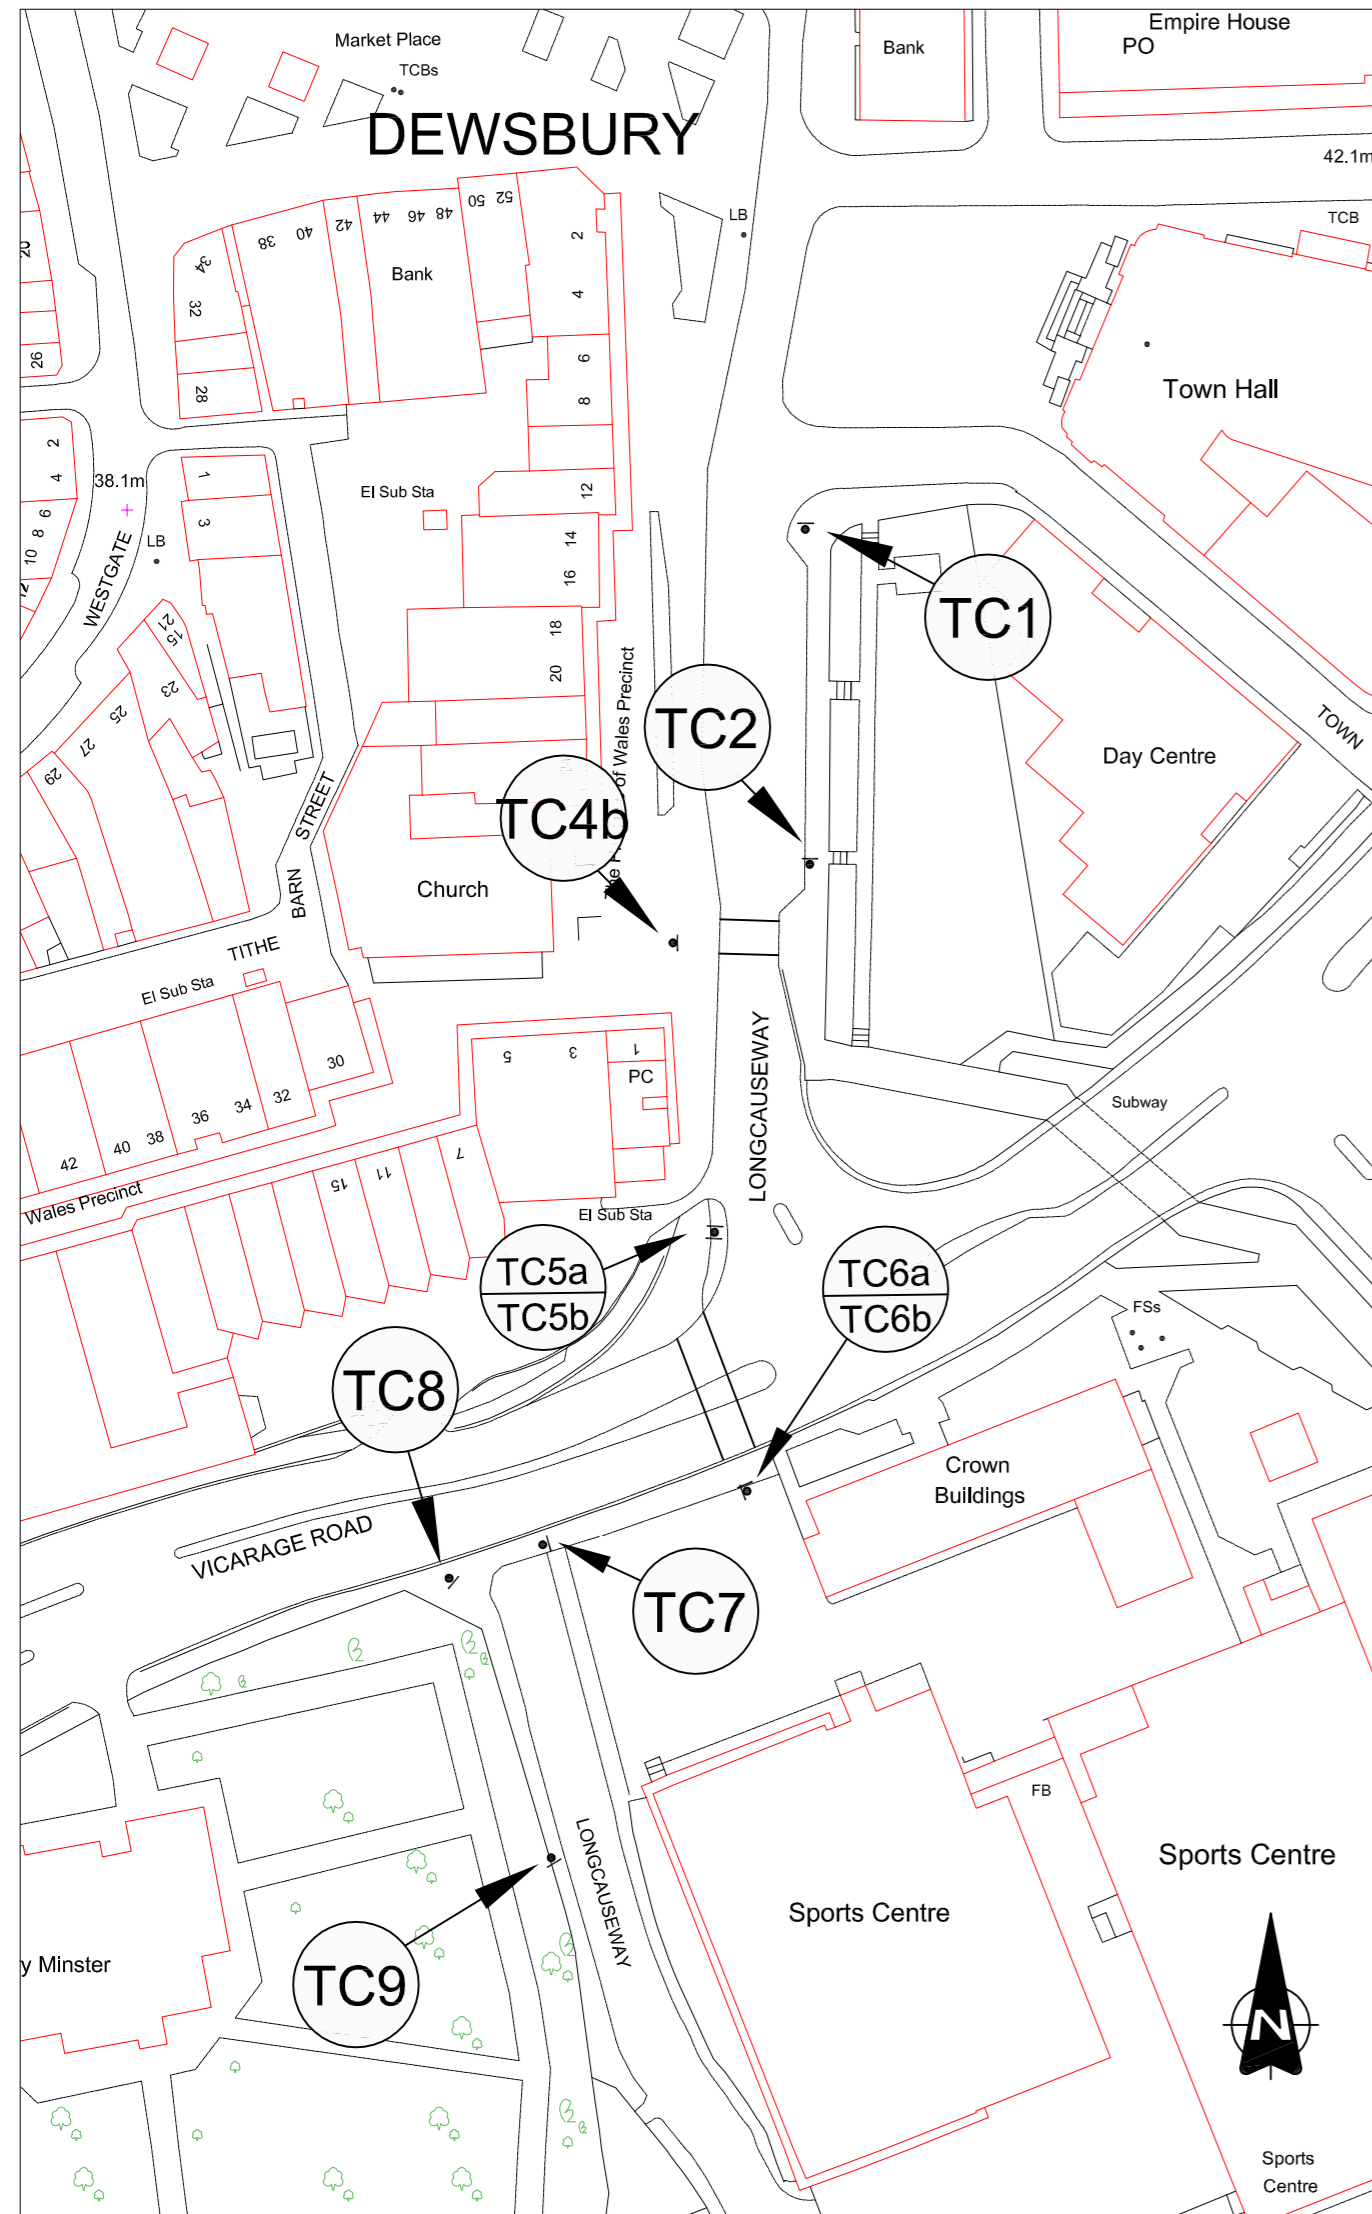 Market Place
TCBs
DEWSBURY
Bank
Empire House
PO
42.1m
TCB
LB
Town Hall
34
32
28
38
40
42
44
46
48
50
52
2
4
6
8
12
14
16
18
20
Bank
26
2
4
6
8
10
38.1m
WESTGATE
LB
1
3
El Sub Sta
21
15
23
25
27
29
of Wales Precinct
TC1
TC2
TC4b
TOWN
Day Centre
BARN
STREET
TITHE
Church
El Sub Sta
30
32
34
36
38
40
42
5
3
1
PC
LONGCAUSEWAY
Subway
Wales Precinct
15
11
7
El Sub Sta
TC5a
TC5b
TC6a
TC6b
FSs
TC8
VICARAGE ROAD
Crown
Buildings
TC7
LONGCAUSEWAY
FB
Sports Centre
Sports Centre
y Minster
TC9
N
Sports
Centre